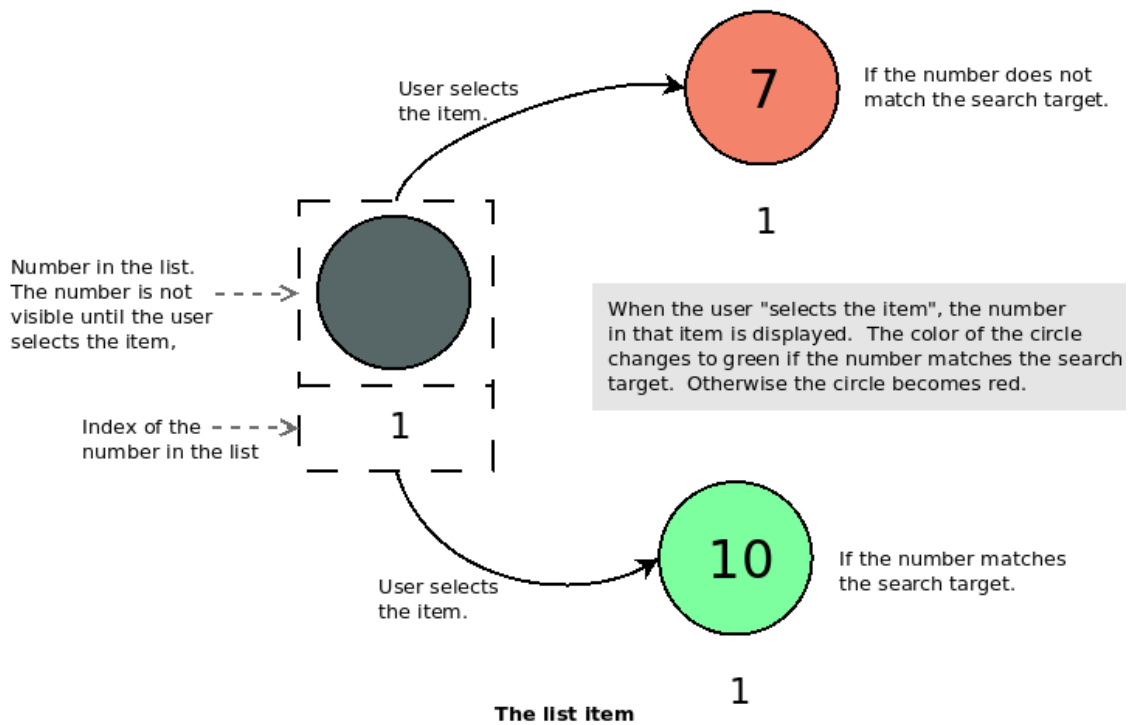 User selects
the item.
7
If the number does not
match the search target.
1
Number in the list.
The number is not
visible until the user
selects the item,
When the user "selects the item", the number
in that item is displayed.  The color of the circle
changes to green if the number matches the search
target.  Otherwise the circle becomes red.
Index of the
number in the list
1
User selects
the item.
10
If the number matches
the search target.
1
The list item